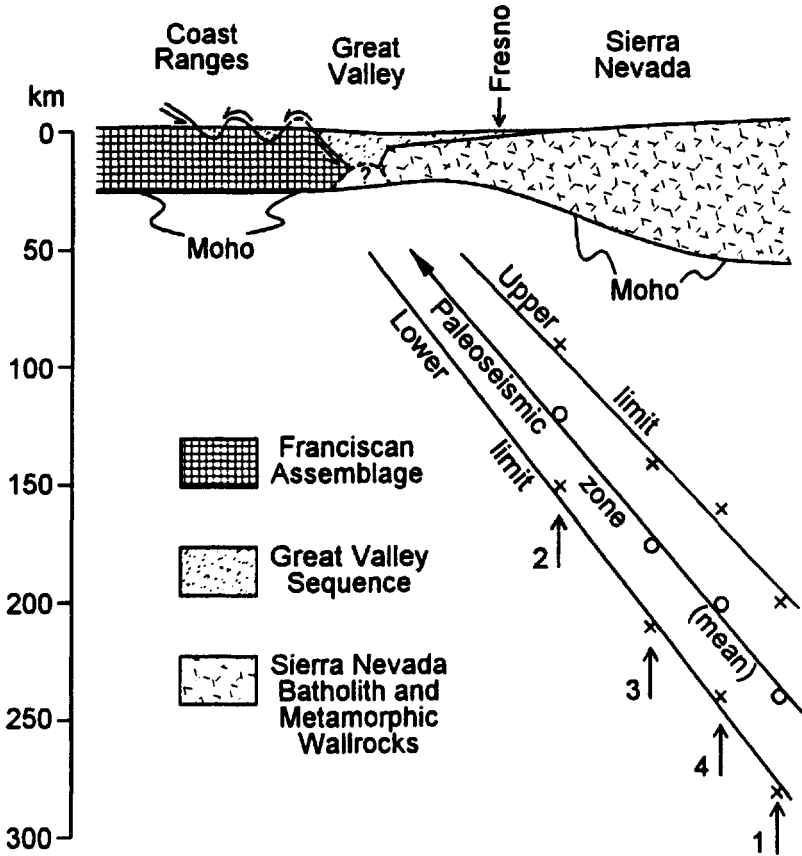 Coast
Ranges
Great
Valley
Fresno
Sierra
Nevada
km
0
50
100
150
200
250
300
Moho
Moho
?
Upper
limit
Paleoseismic
zone
(mean)
Lower
limit
Franciscan
Assemblage
Great Valley
Sequence
Sierra Nevada
Batholith and
Metamorphic
Wallrocks
2
3
4
1